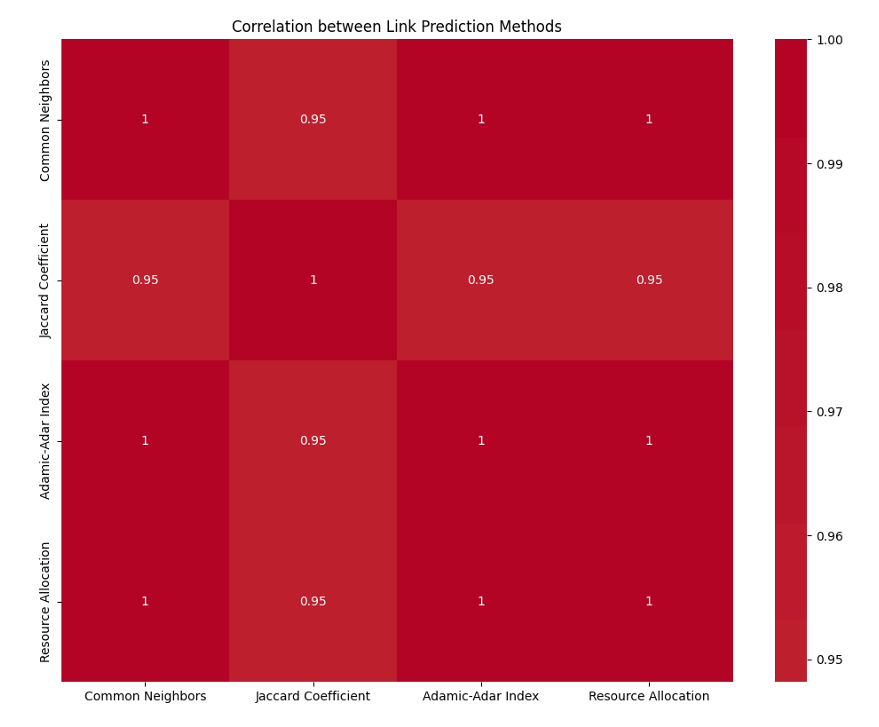 Correlation between Link Prediction Methods
Common Neighbors
1
0.95
1
1
1.00
0.99
Jaccard Coefficient
0.95
1
0.95
0.95
0.98
0.97
Adamic-Adar Index
1
0.95
1
1
0.96
Resource Allocation
1
0.95
1
1
0.95
Common Neighbors
Jaccard Coefficient
Adamic-Adar Index
Resource Allocation